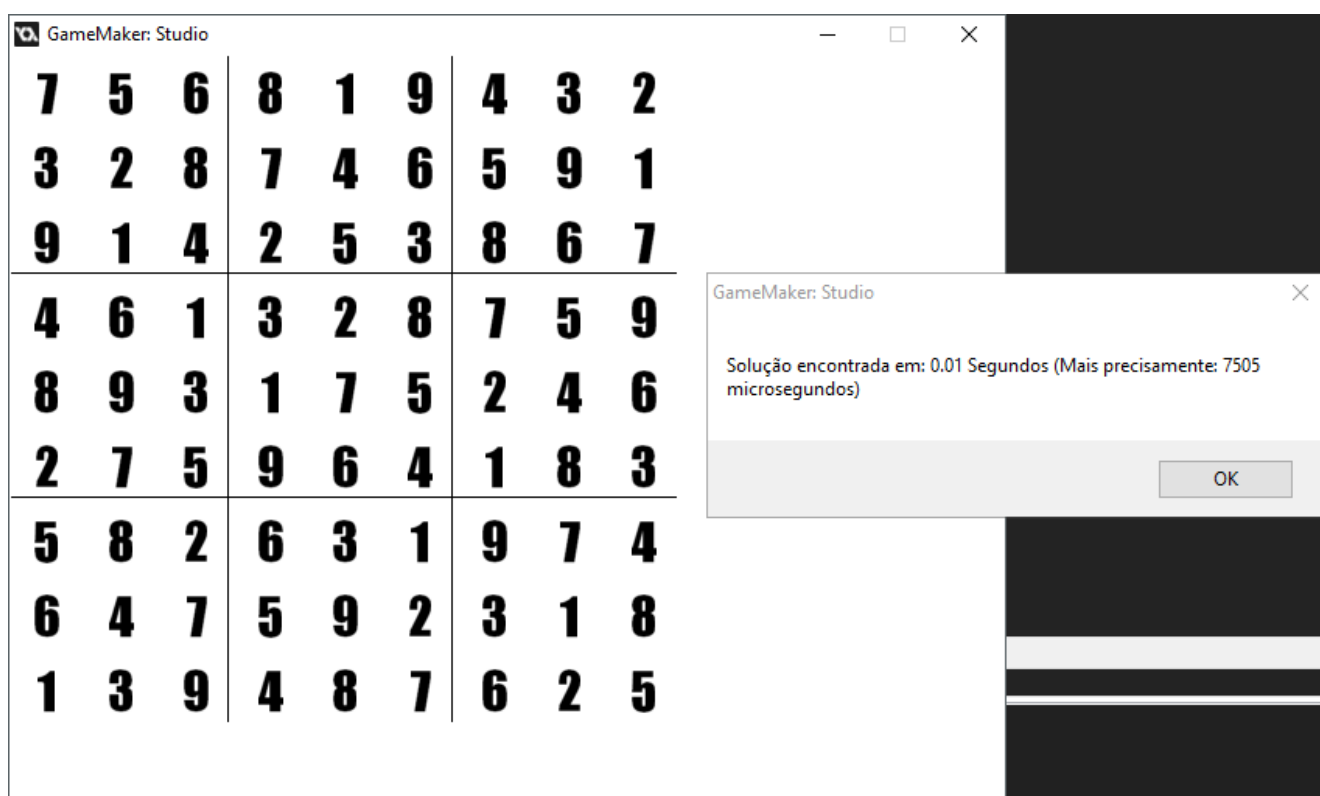 GameMaker: Studio
7 5 6 8 1 9 4 3 2
3 2 8 7 4 6 5 9 1
9 1 4 2 5 3 8 6 7
4 6 1 3 2 8 7 5 9
8 9 3 1 7 5 2 4 6
2 7 5 9 6 4 1 8 3
5 8 2 6 3 1 9 7 4
6 4 7 5 9 2 3 1 8
1 3 9 4 8 7 6 2 5
GameMaker: Studio
Solução encontrada em: 0.01 Segundos (Mais precisamente: 7505
microsegundos)
OK